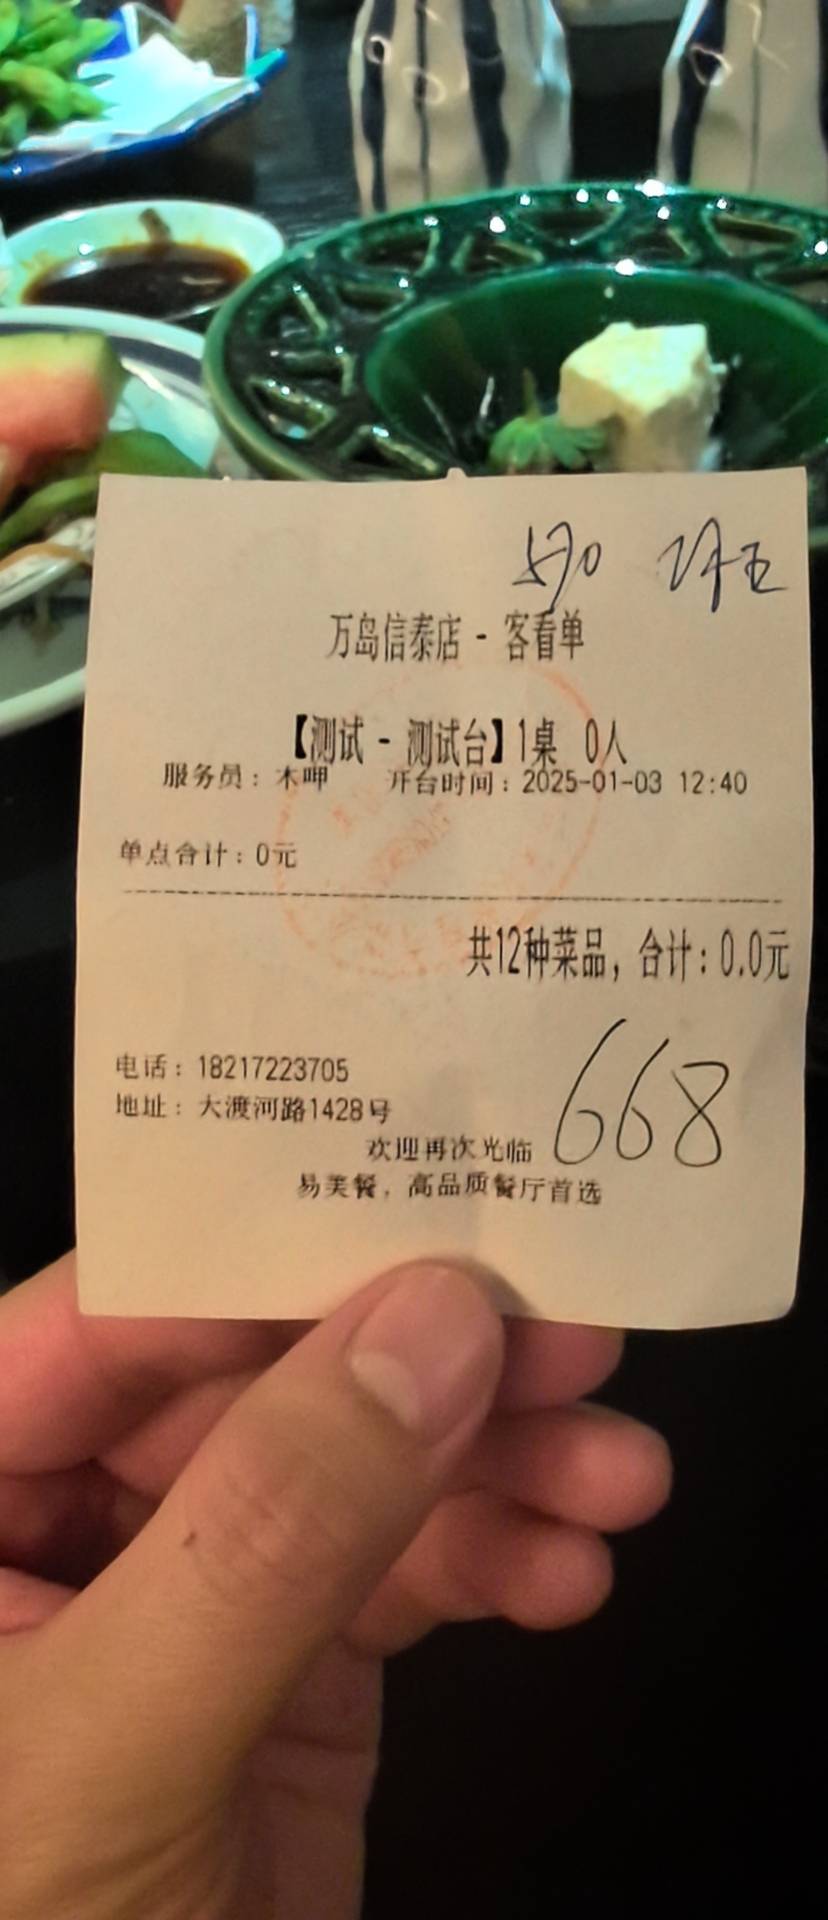 万岛信泰店 - 客看单
【测试 - 测试台】1桌 0人
服务员：木呷 开台时间：2025-01-03 12:40
单点合计：0元
共12种菜品，合计：0.0元
668
电话：18217223705
地址：大渡河路1428号
欢迎再次光临
易美餐，高品质餐厅首选